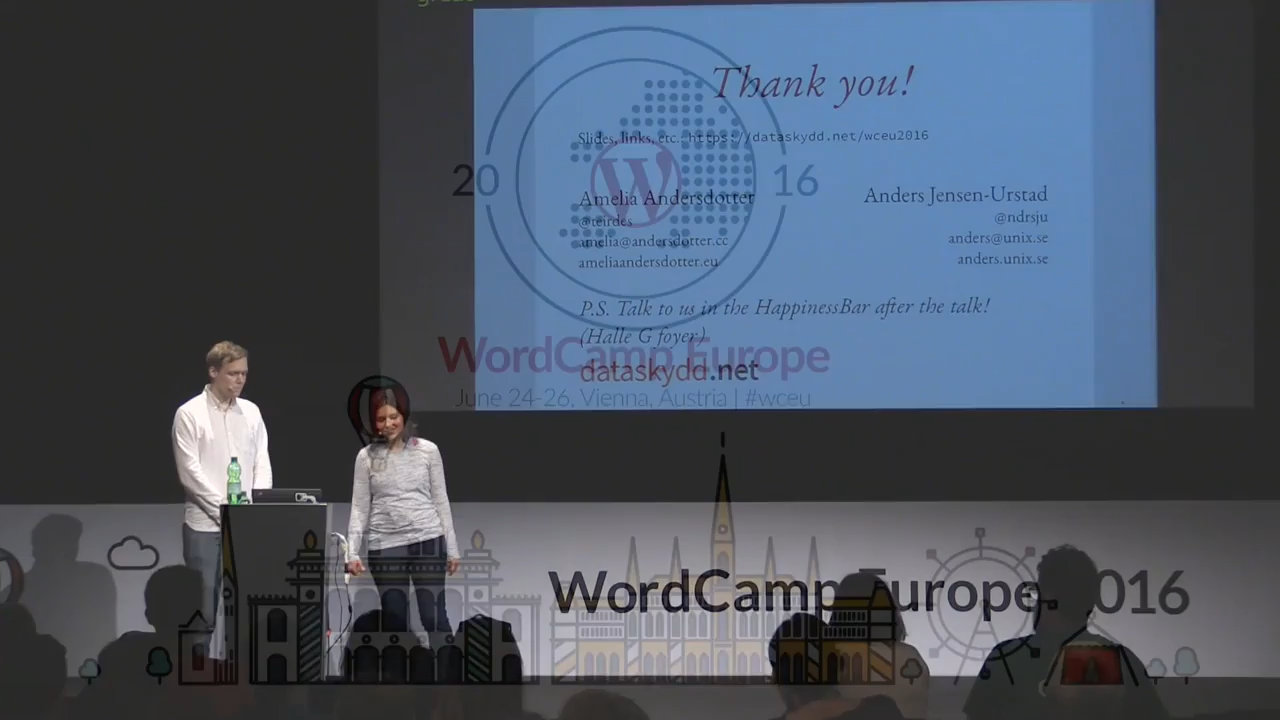 Thank you!
Slides, links, etc.: https://dataskydd.net/wceu2016
20 16
W
Amelia Andersdotter
@teirdes
amelia@andersdotter.cc
ameliaandersdotter.eu
Anders Jensen-Urstad
@ndrsju
anders@unix.se
anders.unix.se
P.S. Talk to us in the HappinessBar after the talk!
(Halle G foyer)
WordCamp Europe
dataskydd.net
June 24-26, Vienna, Austria | #wceu
WordCamp Europe 2016